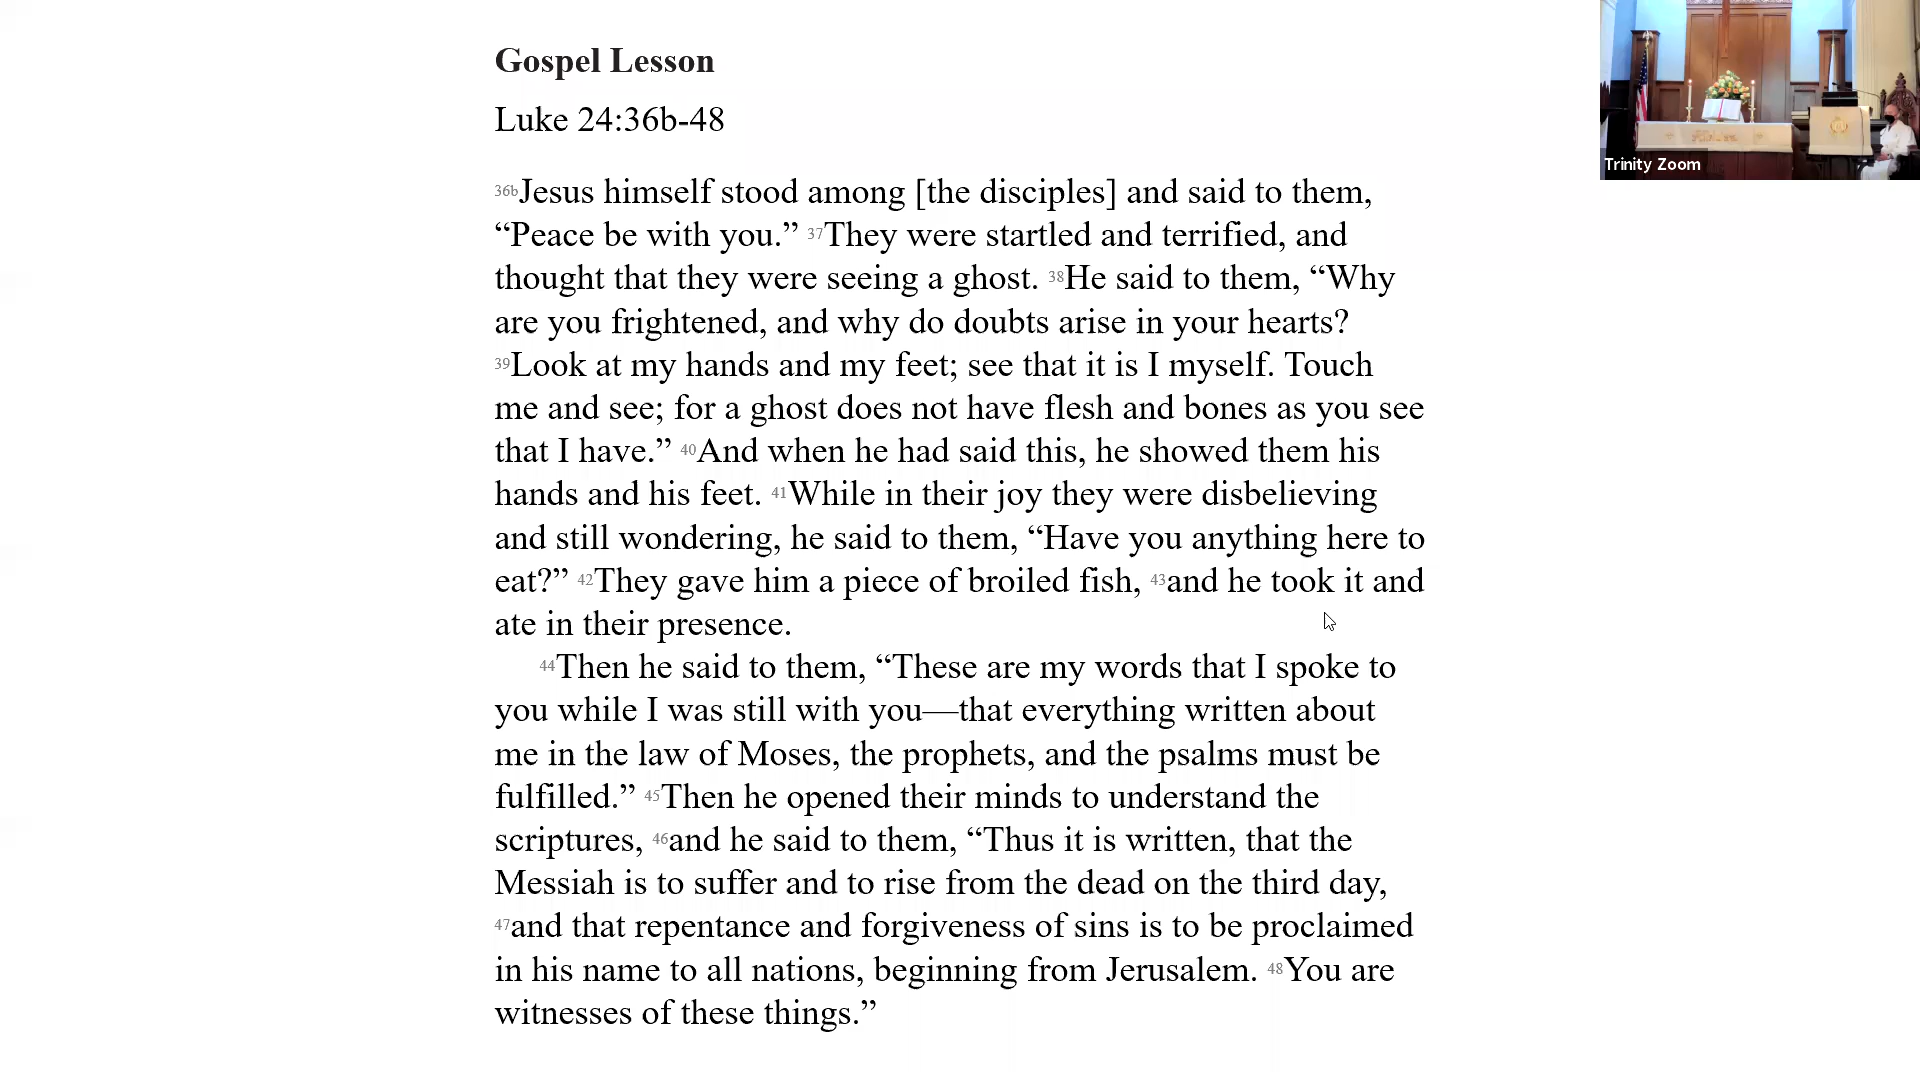 Gospel Lesson
Luke 24:36b-48
36bJesus himself stood among [the disciples] and said to them,
“Peace be with you.” 37They were startled and terrified, and
thought that they were seeing a ghost. 38He said to them, “Why
are you frightened, and why do doubts arise in your hearts?
39Look at my hands and my feet; see that it is I myself. Touch
me and see; for a ghost does not have flesh and bones as you see
that I have.” 40And when he had said this, he showed them his
hands and his feet. 41While in their joy they were disbelieving
and still wondering, he said to them, “Have you anything here to
eat?” 42They gave him a piece of broiled fish, 43and he took it and
ate in their presence.
44Then he said to them, “These are my words that I spoke to
you while I was still with you—that everything written about
me in the law of Moses, the prophets, and the psalms must be
fulfilled.” 45Then he opened their minds to understand the
scriptures, 46and he said to them, “Thus it is written, that the
Messiah is to suffer and to rise from the dead on the third day,
47and that repentance and forgiveness of sins is to be proclaimed
in his name to all nations, beginning from Jerusalem. 48You are
witnesses of these things.”
Trinity Zoom